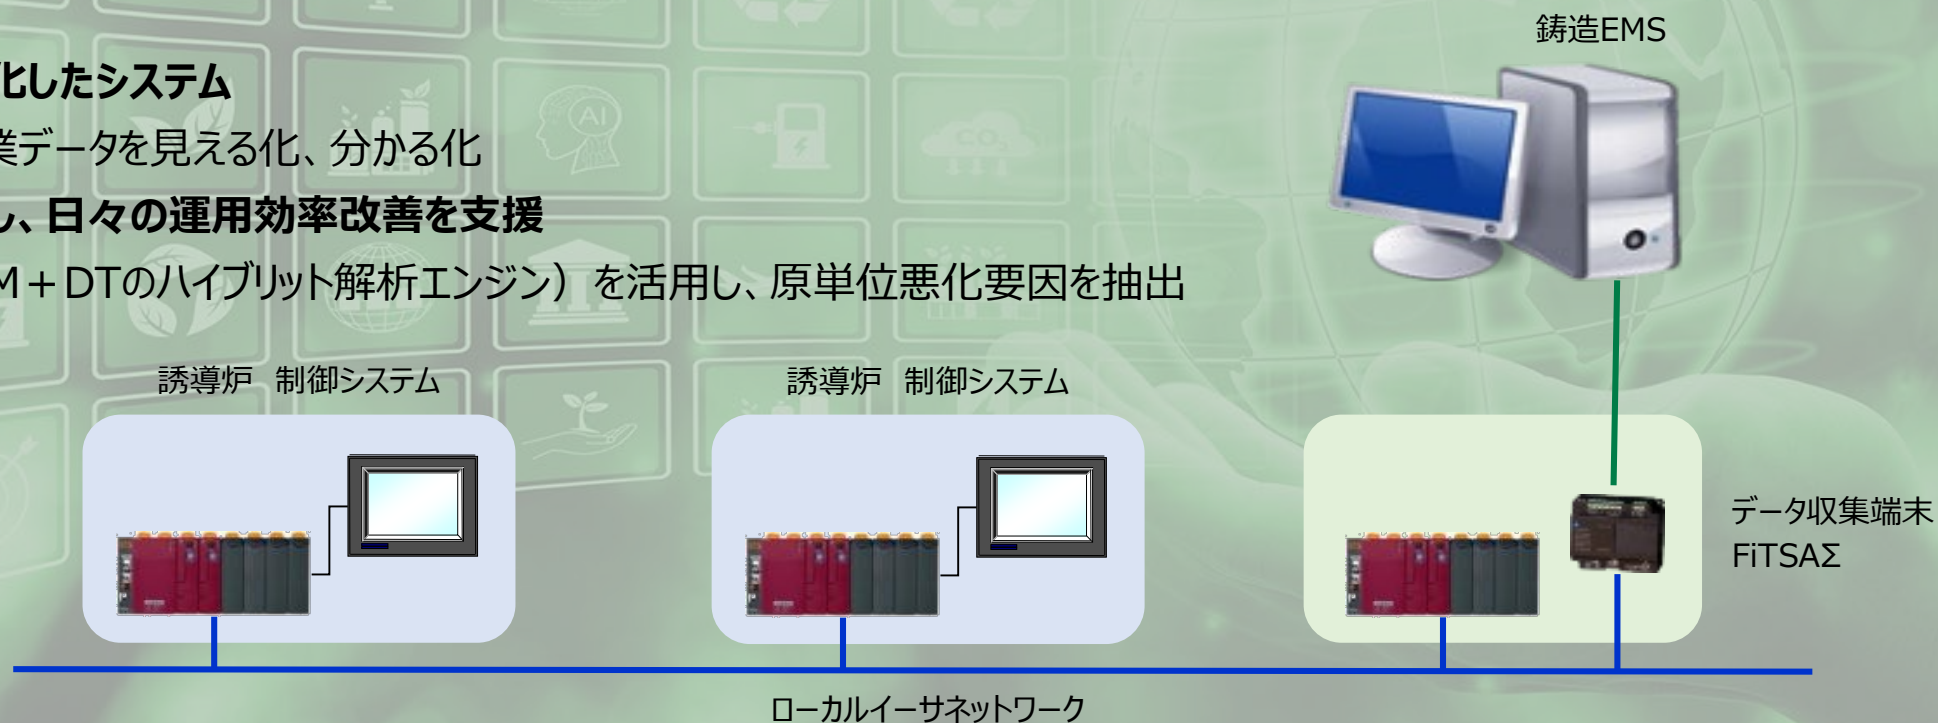 鋳造EMS
化したシステム
業データを見える化、分かる化
し、日々の運用効率改善を支援
M+DTのハイブリット解析エンジン）を活用し、原単位悪化要因を抽出
AI
CO₂
誘導炉　制御システム
誘導炉　制御システム
データ収集端末
FiTSAΣ
ローカルイーサネットワーク